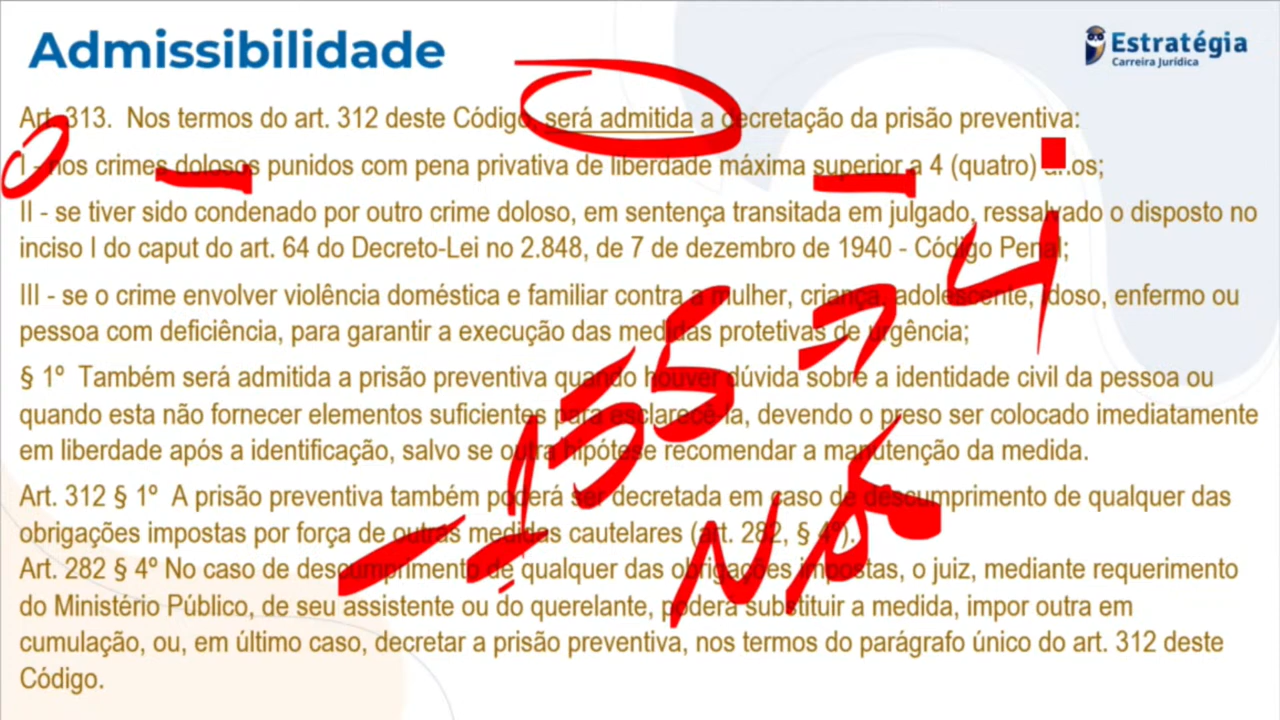 Admissibilidade
Estratégia
Carreira Jurídica
Art. 313. Nos termos do art. 312 deste Código, será admitida a decretação da prisão preventiva:
I - nos crimes dolosos punidos com pena privativa de liberdade máxima superior a 4 (quatro) anos;
II - se tiver sido condenado por outro crime doloso, em sentença transitada em julgado, ressalvado o disposto no
inciso I do caput do art. 64 do Decreto-Lei no 2.848, de 7 de dezembro de 1940 - Código Penal;
III - se o crime envolver violência doméstica e familiar contra a mulher, criança, adolescente, idoso, enfermo ou
pessoa com deficiência, para garantir a execução das medidas protetivas de urgência;
§ 1º Também será admitida a prisão preventiva quando houver dúvida sobre a identidade civil da pessoa ou
quando esta não fornecer elementos suficientes para esclarecê-la, devendo o preso ser colocado imediatamente
em liberdade após a identificação, salvo se outra hipótese recomendar a manutenção da medida.
Art. 312 § 1º A prisão preventiva também poderá ser decretada em caso de descumprimento de qualquer das
obrigações impostas por força de outras medidas cautelares (art. 282, § 4º).
Art. 282 § 4º No caso de descumprimento de qualquer das obrigações impostas, o juiz, mediante requerimento
do Ministério Público, de seu assistente ou do querelante, poderá substituir a medida, impor outra em
cumulação, ou, em último caso, decretar a prisão preventiva, nos termos do parágrafo único do art. 312 deste
Código.
155 4